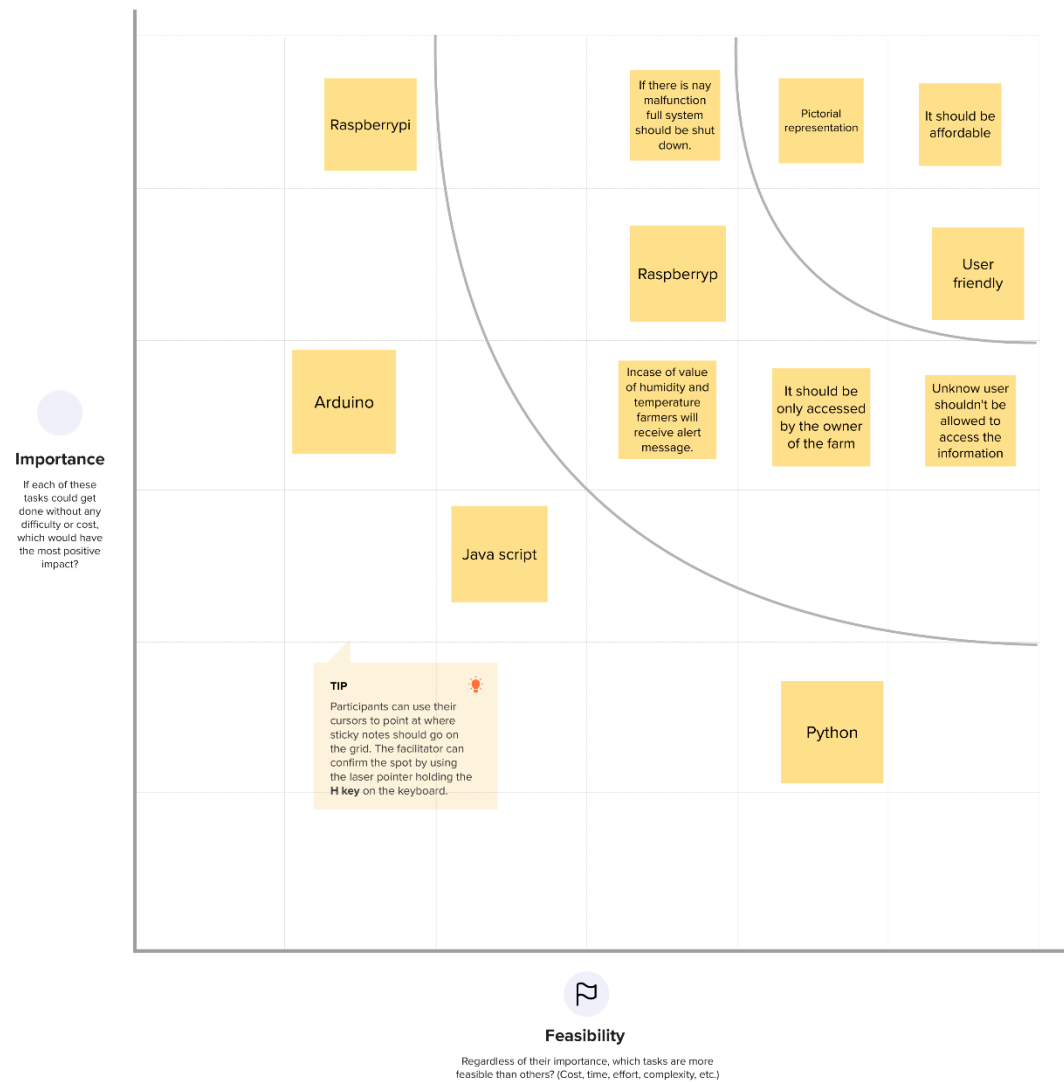 Raspberrypi
If there is nay
malfunction
full system
should be shut
down.
Pictorial
representation
It should be
affordable
Raspberryp
User
friendly
Arduino
Incase of value
of humidity and
temperature
farmers will
receive alert
message.
It should be
only accessed
by the owner
of the farm
Unknow user
shouldn't be
allowed to
access the
information
Importance
If each of these
tasks could get
done without any
difficulty or cost,
which would have
the most positive
impact?
Java script
TIP
Participants can use their
cursors to point at where
sticky notes should go on
the grid. The facilitator can
confirm the spot by using
the laser pointer holding the
H key on the keyboard.
Python
Feasibility
Regardless of their importance, which tasks are more
feasible than others? (Cost, time, effort, complexity, etc.)